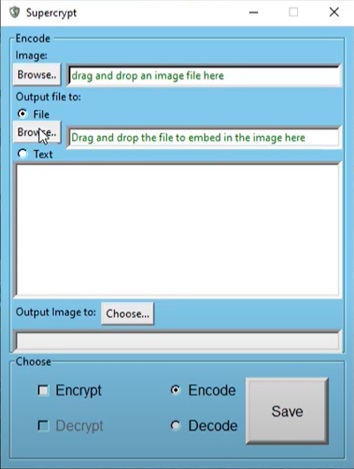 Supercrypt
Encode
Image:
Browse.. drag and drop an image file here
Output file to:
File
Browse.. Drag and drop the file to embed in the image here
Text
Output Image to: Choose...
Choose
Encrypt Encode
Decrypt Decode
Save